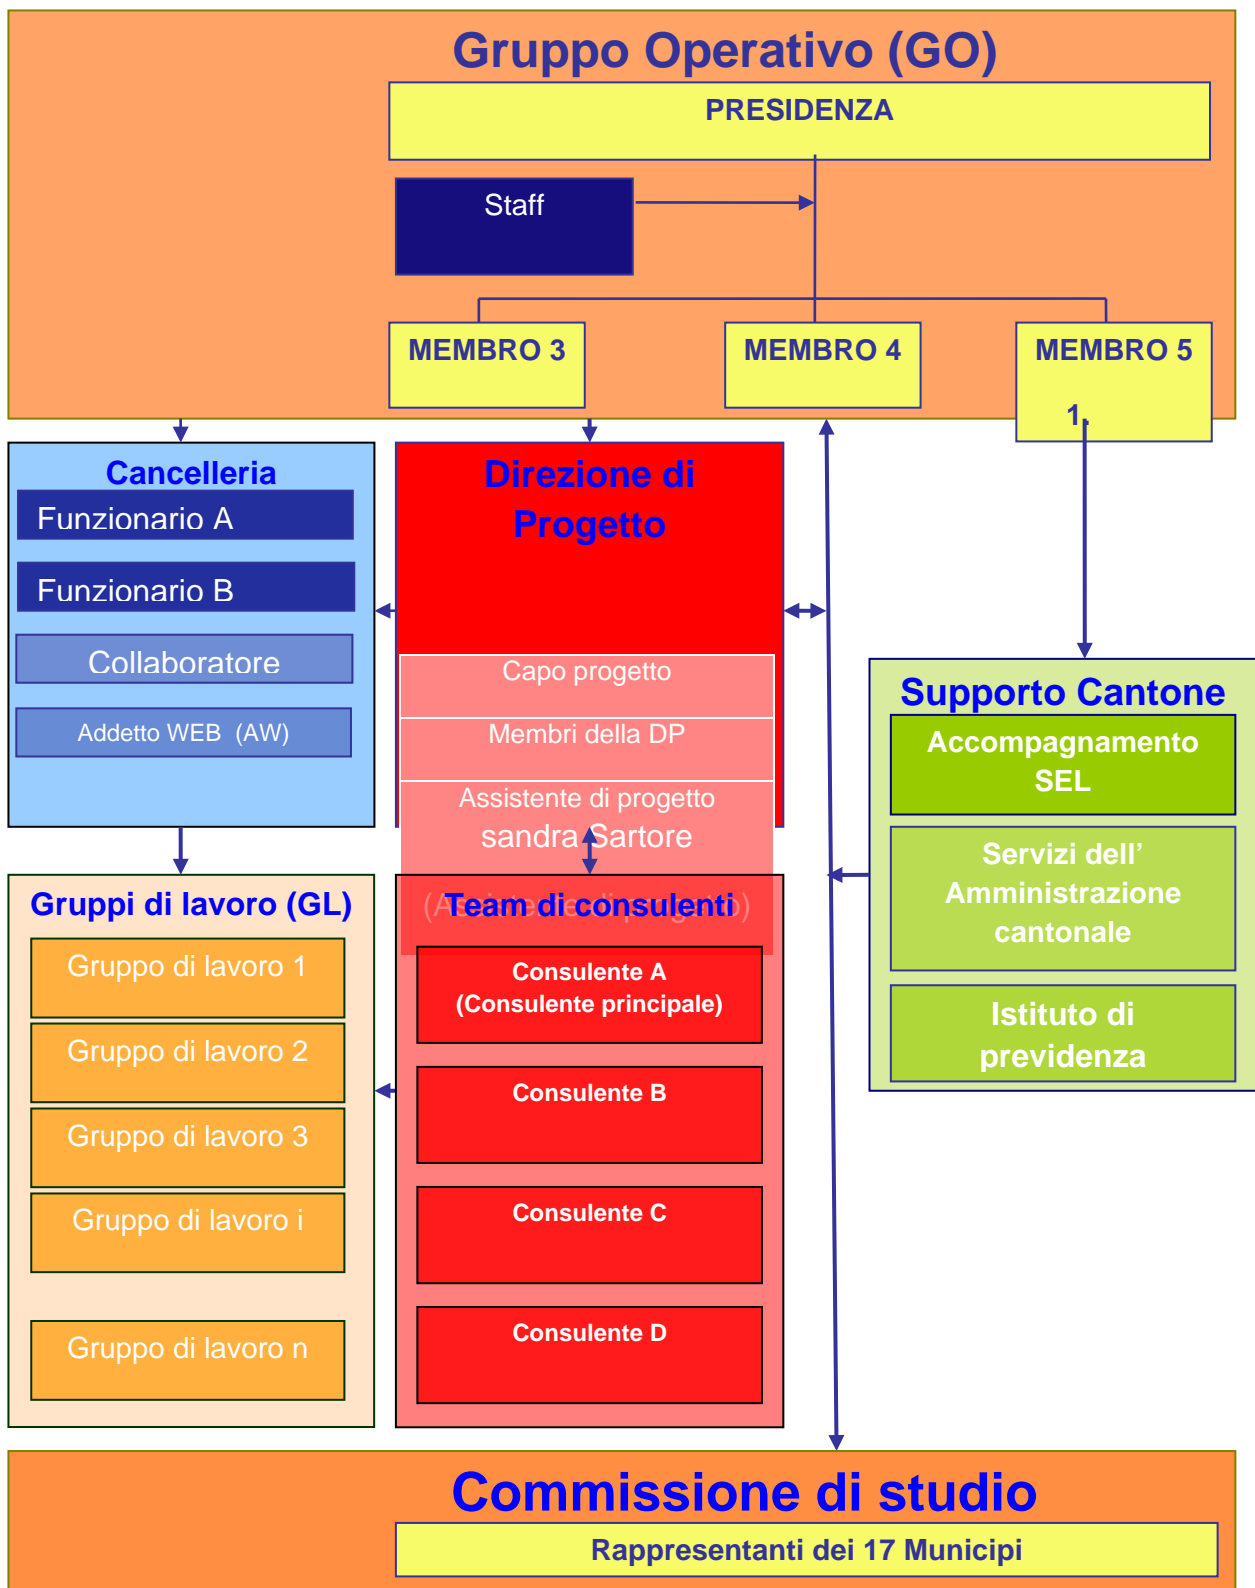 Gruppo Operativo (GO)
PRESIDENZA
Staff
MEMBRO 3
MEMBRO 4
MEMBRO 5
1.
Cancelleria
Funzionario A
Funzionario B
Collaboratore
Addetto WEB (AW)
Direzione di
Progetto
Capo progetto
Membri della DP
Assistente di progetto
sandra Sartore
(Assistente di progetto)
Supporto Cantone
Accompagnamento
SEL
Servizi dell’
Amministrazione
cantonale
Istituto di
previdenza
Gruppi di lavoro (GL)
Gruppo di lavoro 1
Gruppo di lavoro 2
Gruppo di lavoro 3
Gruppo di lavoro i
Gruppo di lavoro n
Team di consulenti
Consulente A
(Consulente principale)
Consulente B
Consulente C
Consulente D
Commissione di studio
Rappresentanti dei 17 Municipi